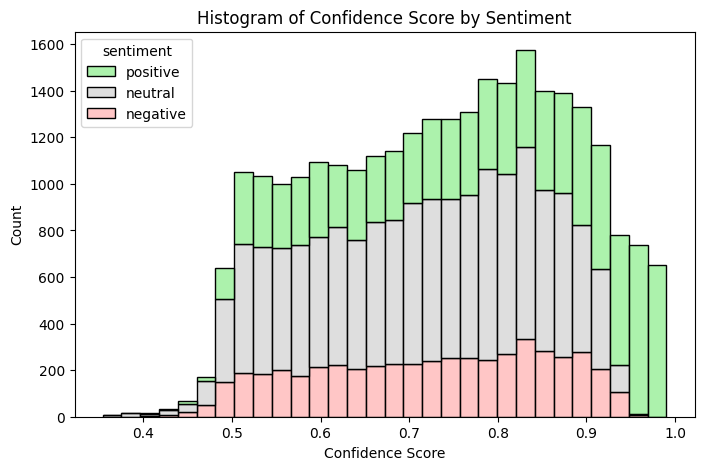 Histogram of Confidence Score by Sentiment
sentiment
positive
neutral
negative
Count
1600
1400
1200
1000
800
600
400
200
0
0.4 0.5 0.6 0.7 0.8 0.9 1.0
Confidence Score